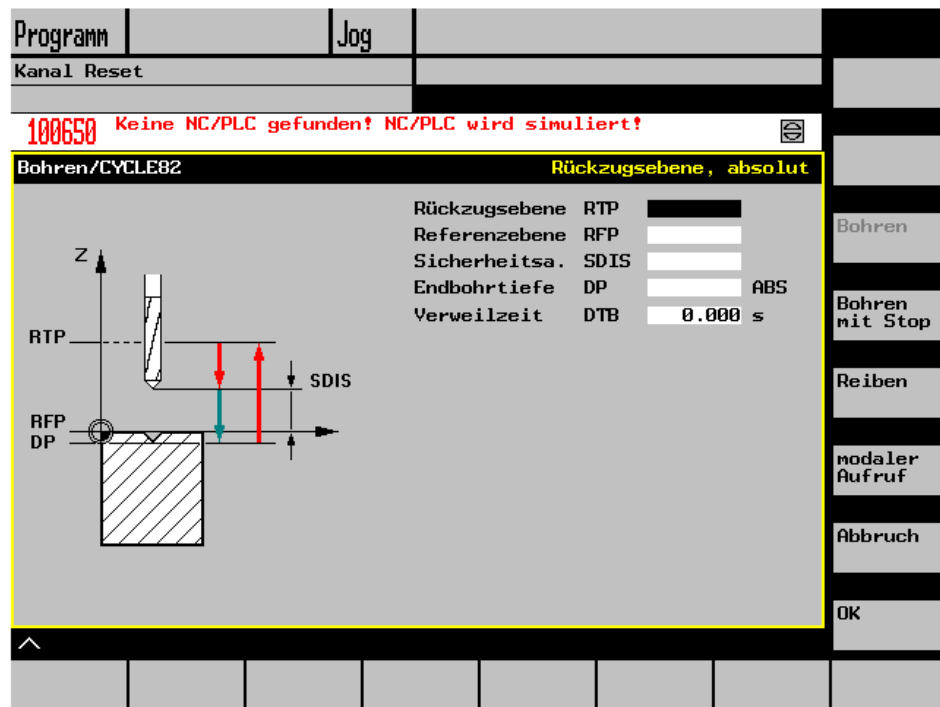 Programm
Jog
Kanal Reset
100650 Keine NC/PLC gefunden! NC/PLC wird simuliert!
Bohren/CYCLE82
Rückzugsebene, absolut
Rückzugsebene RTP
Referenzebene RFP
Sicherheitsa. SDIS
Endbohrtiefe DP ABS
Verweilzeit DTB 0.000 s
Z
RTP
SDIS
RFP
DP
Bohren
Bohren
mit Stop
Reiben
modaler
Aufruf
Abbruch
OK